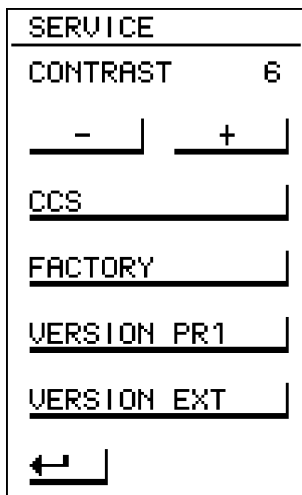 SERVICE
CONTRAST 6
- +
CCS
FACTORY
VERSION PR1
VERSION EXT